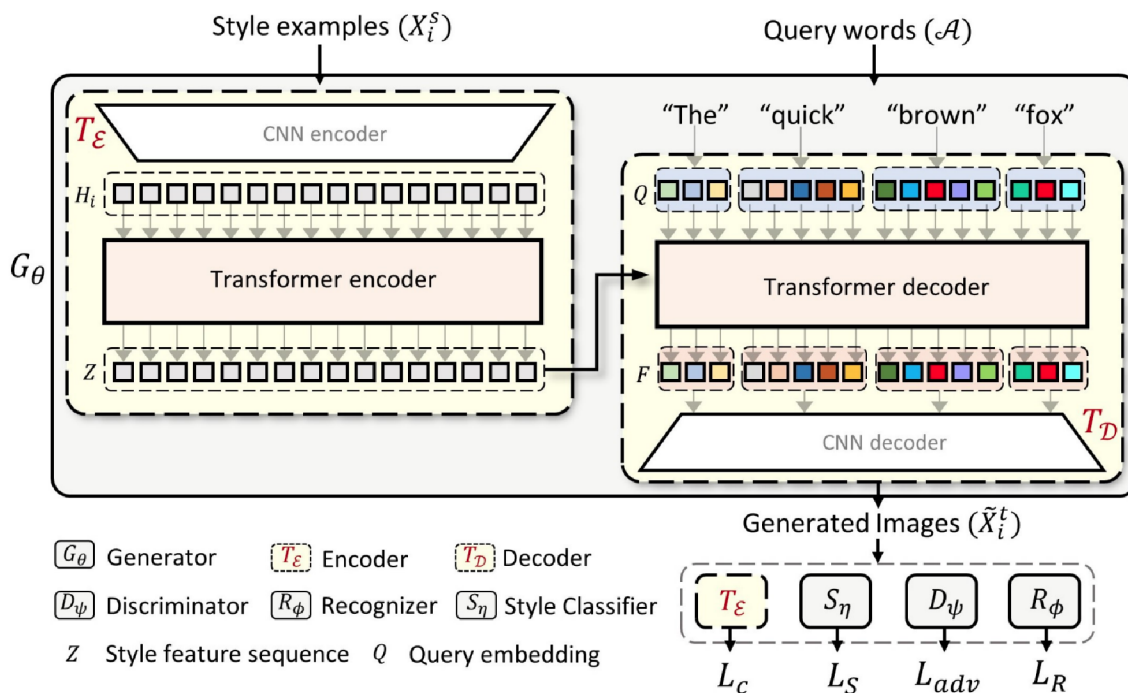 Style examples (X_i^s)
Query words (𝒜)
T_ℰ
CNN encoder
"The" "quick" "brown" "fox"
H_i
Q
G_θ
Transformer encoder
Transformer decoder
Z
F
CNN decoder
T_𝒟
Generated Images (X̃_i^t)
G_θ Generator T_ℰ Encoder T_𝒟 Decoder
D_ψ Discriminator R_ϕ Recognizer S_η Style Classifier
Z Style feature sequence Q Query embedding
T_ℰ S_η D_ψ R_ϕ
L_c L_S L_adv L_R